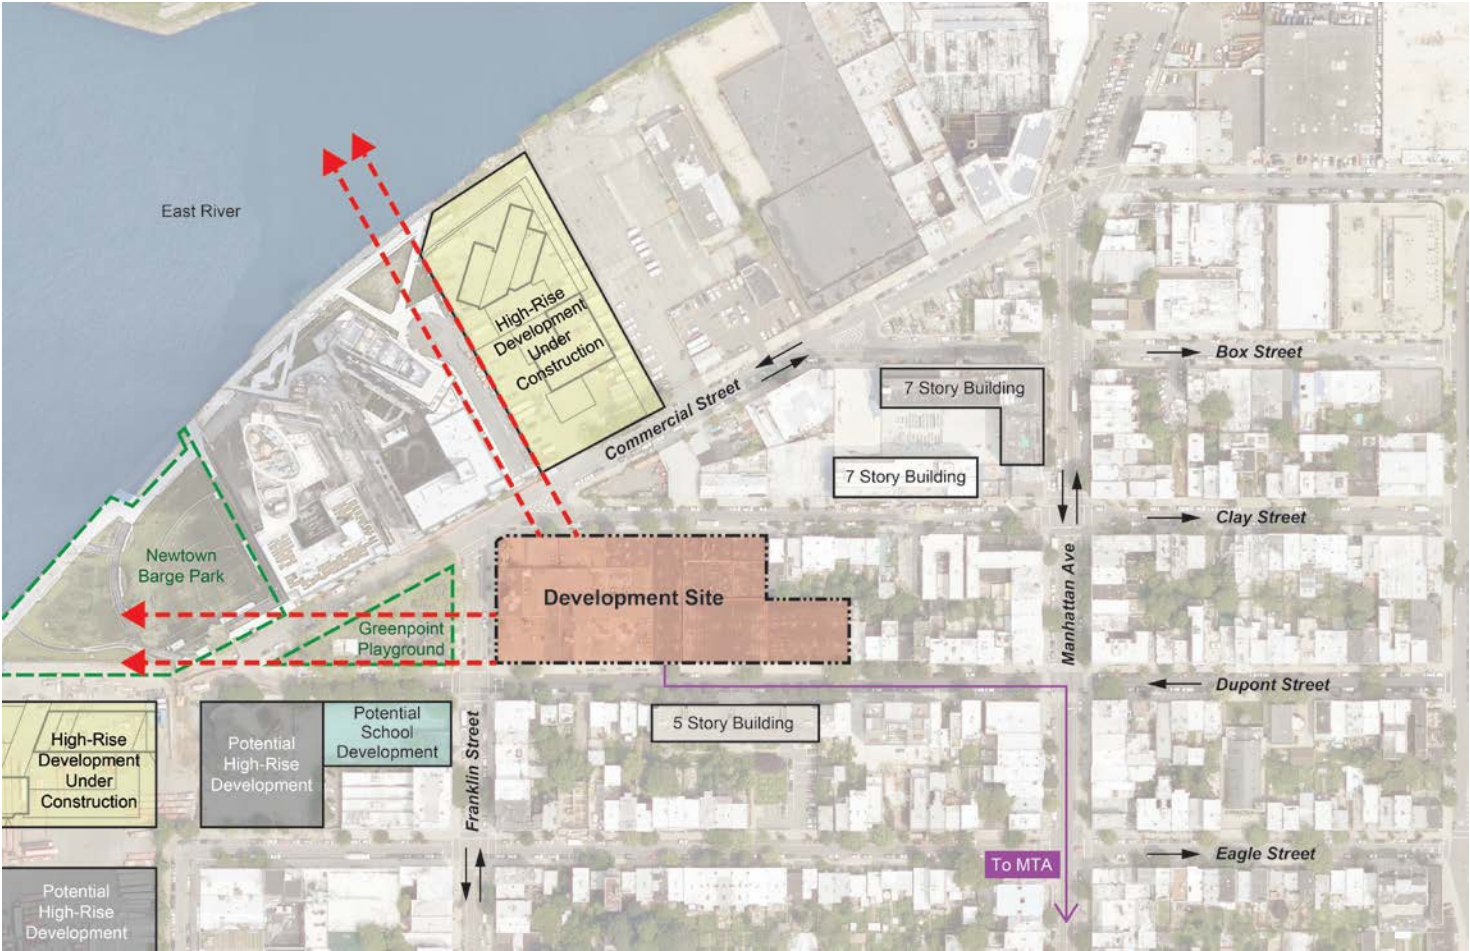 East River
High-Rise
Development
Under
Construction
Commercial Street
Box Street
7 Story Building
7 Story Building
Clay Street
Manhattan Ave
Newtown
Barge Park
Development Site
Greenpoint
Playground
Dupont Street
Potential
School
Development
5 Story Building
High-Rise
Development
Under
Construction
Potential
High-Rise
Development
Franklin Street
To MTA
Eagle Street
Potential
High-Rise
Development